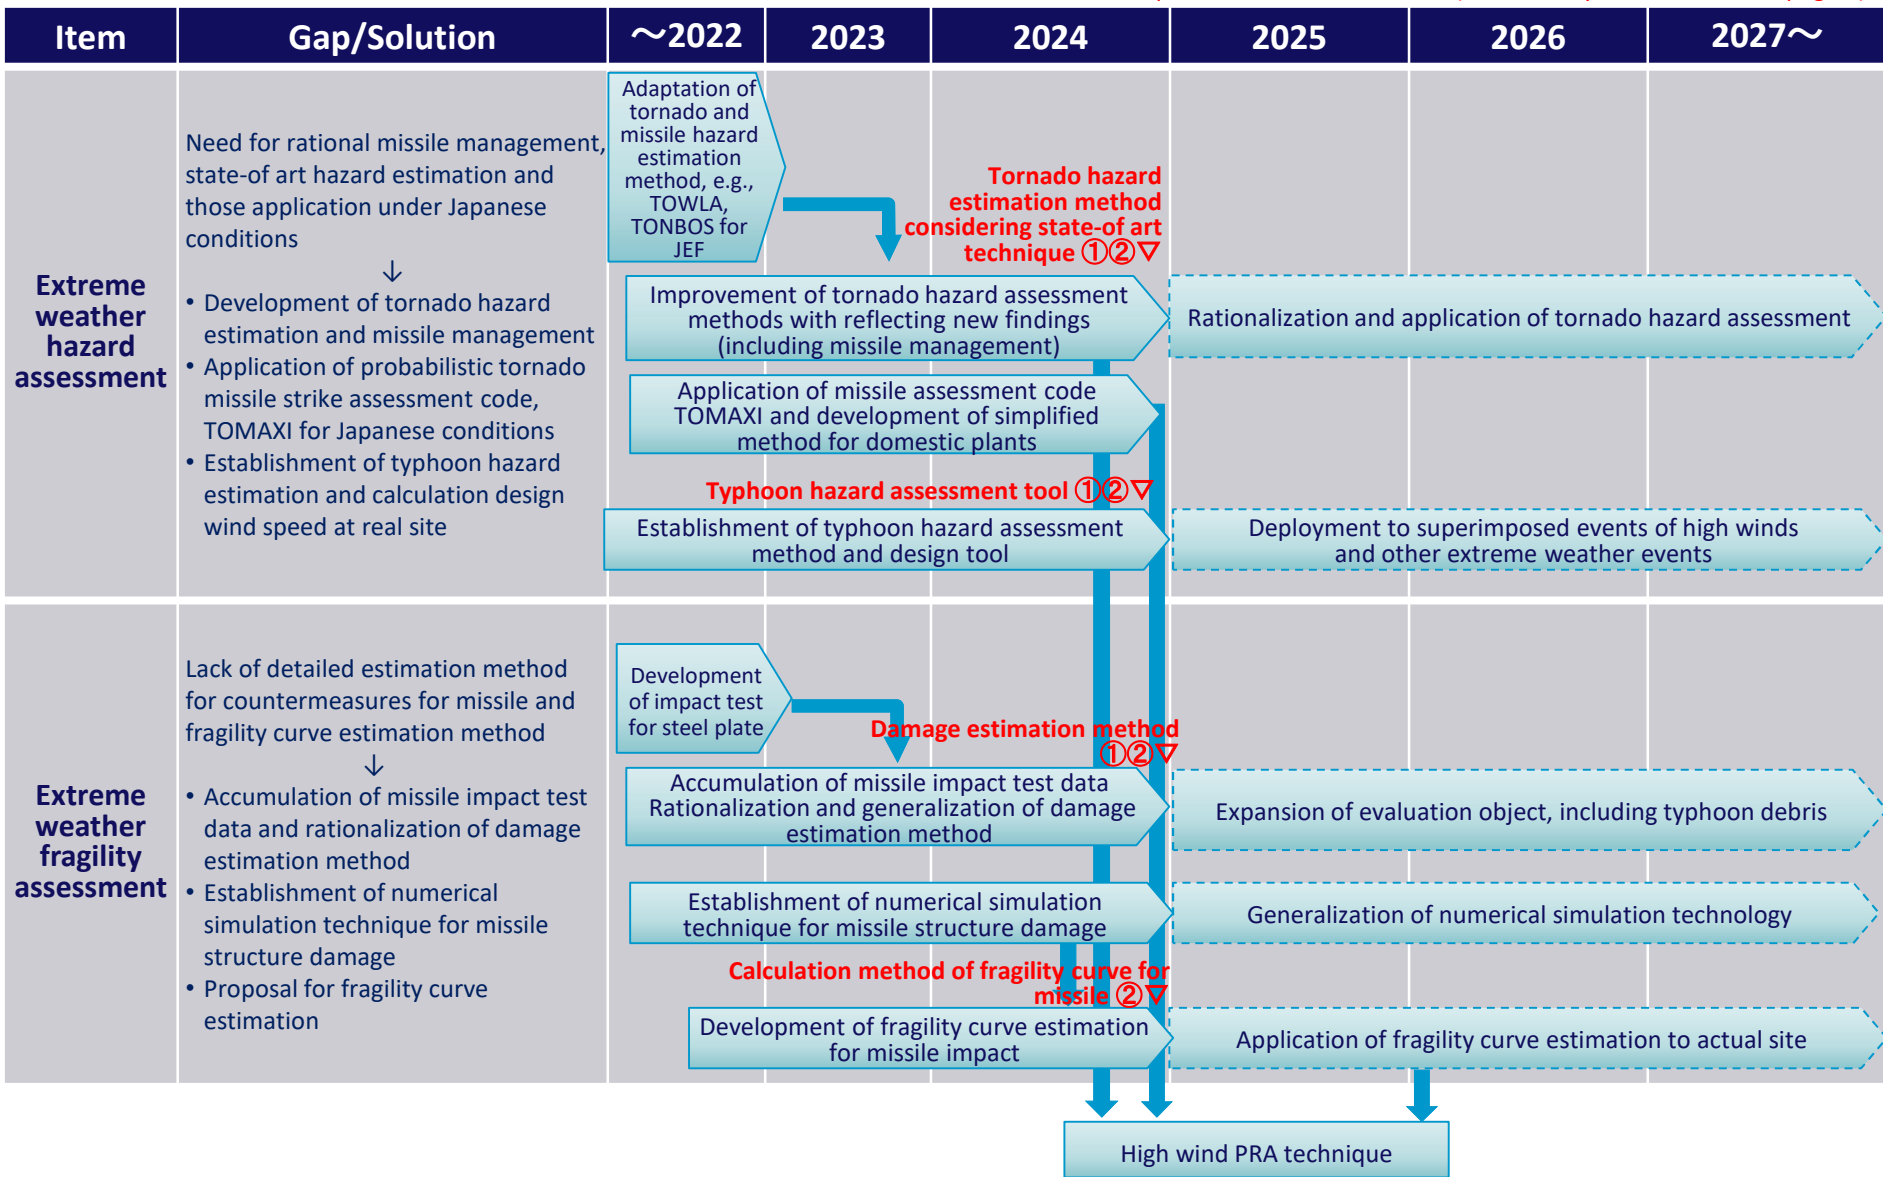 Item
Gap/Solution
～2022
2023
2024
2025
2026
2027～
Extreme
weather
hazard
assessment
Need for rational missile management,
state-of art hazard estimation and
those application under Japanese
conditions
↓
• Development of tornado hazard
estimation and missile management
• Application of probabilistic tornado
missile strike assessment code,
TOMAXI for Japanese conditions
• Establishment of typhoon hazard
estimation and calculation design
wind speed at real site
Adaptation of
tornado and
missile hazard
estimation
method, e.g.,
TOWLA,
TONBOS for
JEF
Tornado hazard
estimation method
considering state-of art
technique ①②▽
Improvement of tornado hazard assessment
methods with reflecting new findings
(including missile management)
Rationalization and application of tornado hazard assessment
Application of missile assessment code
TOMAXI and development of simplified
method for domestic plants
Typhoon hazard assessment tool ①②▽
Establishment of typhoon hazard assessment
method and design tool
Deployment to superimposed events of high winds
and other extreme weather events
Extreme
weather
fragility
assessment
Lack of detailed estimation method
for countermeasures for missile and
fragility curve estimation method
↓
• Accumulation of missile impact test
data and rationalization of damage
estimation method
• Establishment of numerical
simulation technique for missile
structure damage
• Proposal for fragility curve
estimation
Development
of impact test
for steel plate
Damage estimation method
①②▽
Accumulation of missile impact test data
Rationalization and generalization of damage
estimation method
Expansion of evaluation object, including typhoon debris
Establishment of numerical simulation
technique for missile structure damage
Generalization of numerical simulation technology
Calculation method of fragility curve for
missile ②▽
Development of fragility curve estimation
for missile impact
Application of fragility curve estimation to actual site
High wind PRA technique